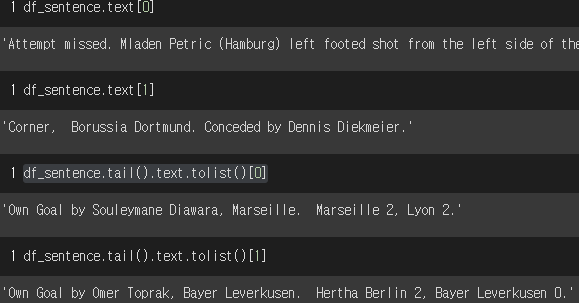 1 df_sentence.text[0]
'Attempt missed. Mladen Petric (Hamburg) left footed shot from the left side of the
1 df_sentence.text[1]
'Corner,  Borussia Dortmund. Conceded by Dennis Diekmeier.'
1 df_sentence.tail().text.tolist()[0]
'Own Goal by Souleymane Diawara, Marseille.  Marseille 2, Lyon 2.'
1 df_sentence.tail().text.tolist()[1]
'Own Goal by Omer Toprak, Bayer Leverkusen.  Hertha Berlin 2, Bayer Leverkusen 0.'